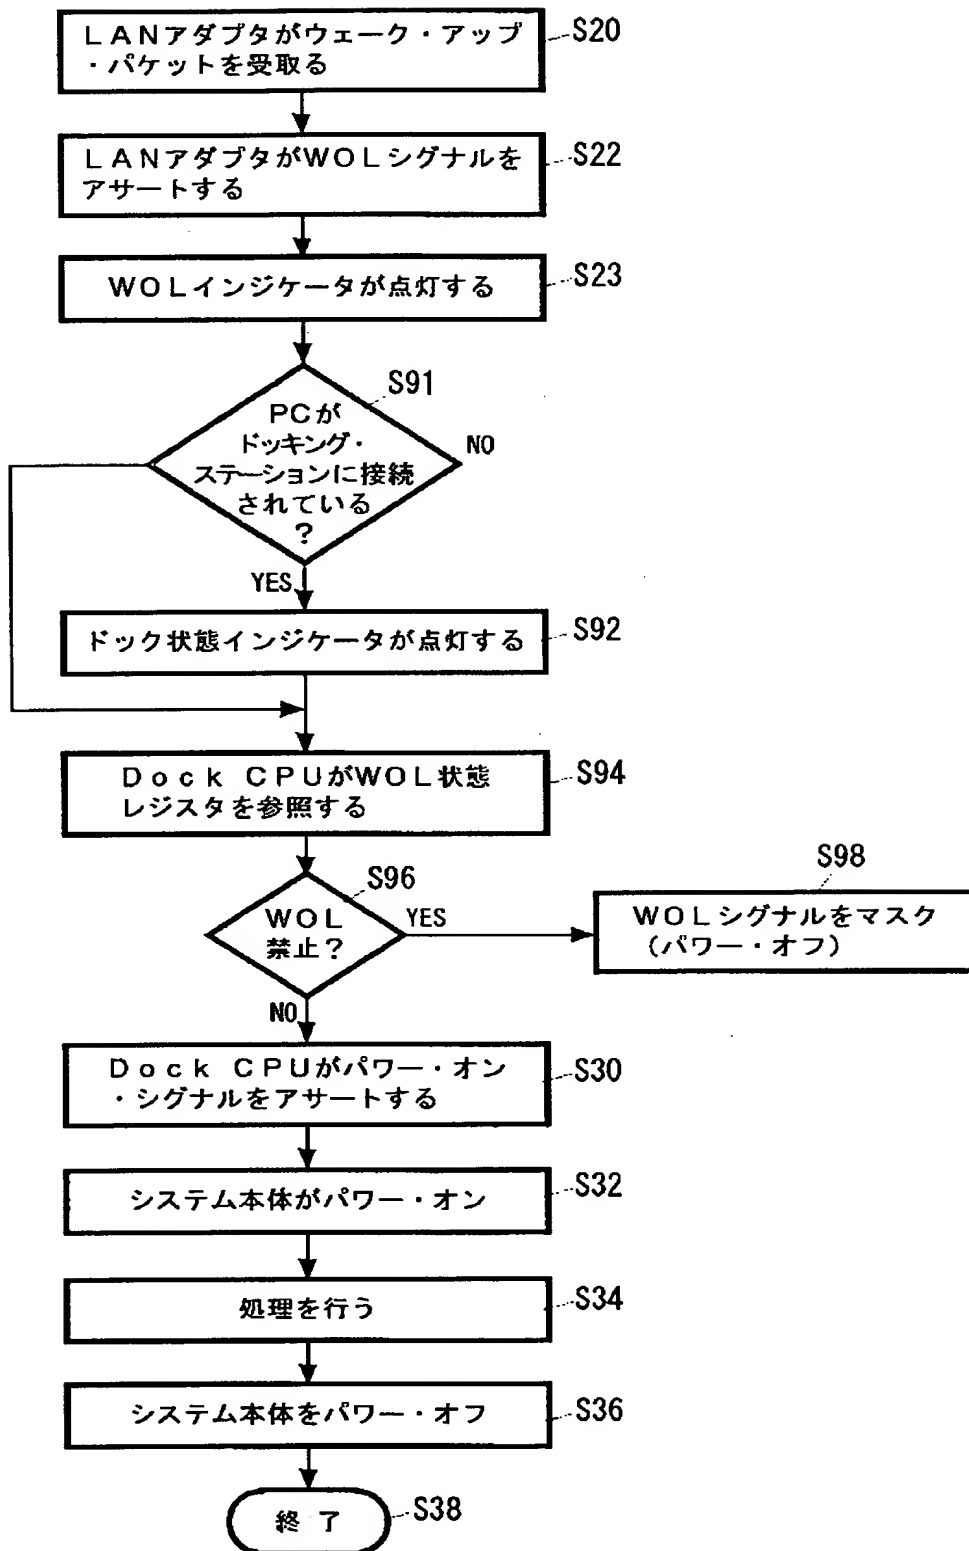 LANアダプタがウェーク・アップ
・パケットを受取る
S20
LANアダプタがWOLシグナルを
アサートする
S22
WOLインジケータが点灯する
S23
S91
PCが
ドッキング・
ステーションに接続
されている
?
NO
YES
ドック状態インジケータが点灯する
S92
Dock CPUがWOL状態
レジスタを参照する
S94
S96
WOL
禁止?
YES
S98
WOLシグナルをマスク
(パワー・オフ)
NO
Dock CPUがパワー・オン
・シグナルをアサートする
S30
システム本体がパワー・オン
S32
処理を行う
S34
システム本体をパワー・オフ
S36
終了
S38